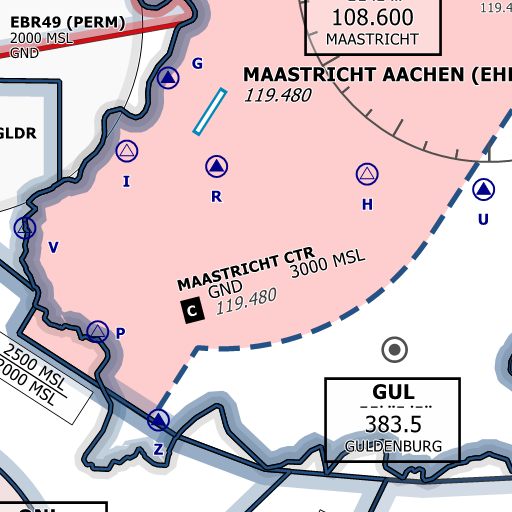 EBR49 (PERM)
2000 MSL
GND
108.600
MAASTRICHT
119.4
G
MAASTRICHT AACHEN (EH
119.480
GLDR
I
R
H
U
V
MAASTRICHT CTR
GND 3000 MSL
C 119.480
P
2500 MSL
2000 MSL
GUL
383.5
GULDENBURG
Z